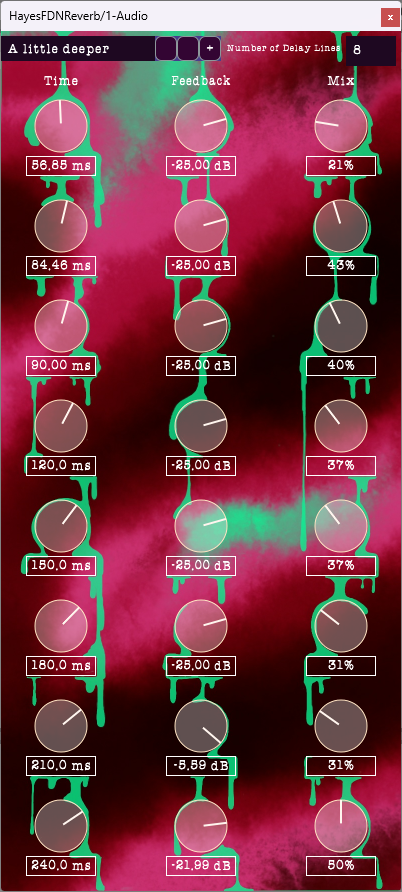 HayesFDNReverb/1-Audio x
A little deeper + Number of Delay Lines 8
Time Feedback Mix
56,85 ms -25,00 dB 21%
84,46 ms -25,00 dB 43%
90,00 ms -25,00 dB 40%
120,0 ms -25,00 dB 37%
150,0 ms -25,00 dB 37%
180,0 ms -25,00 dB 31%
210,0 ms -5,59 dB 31%
240,0 ms -21,99 dB 50%